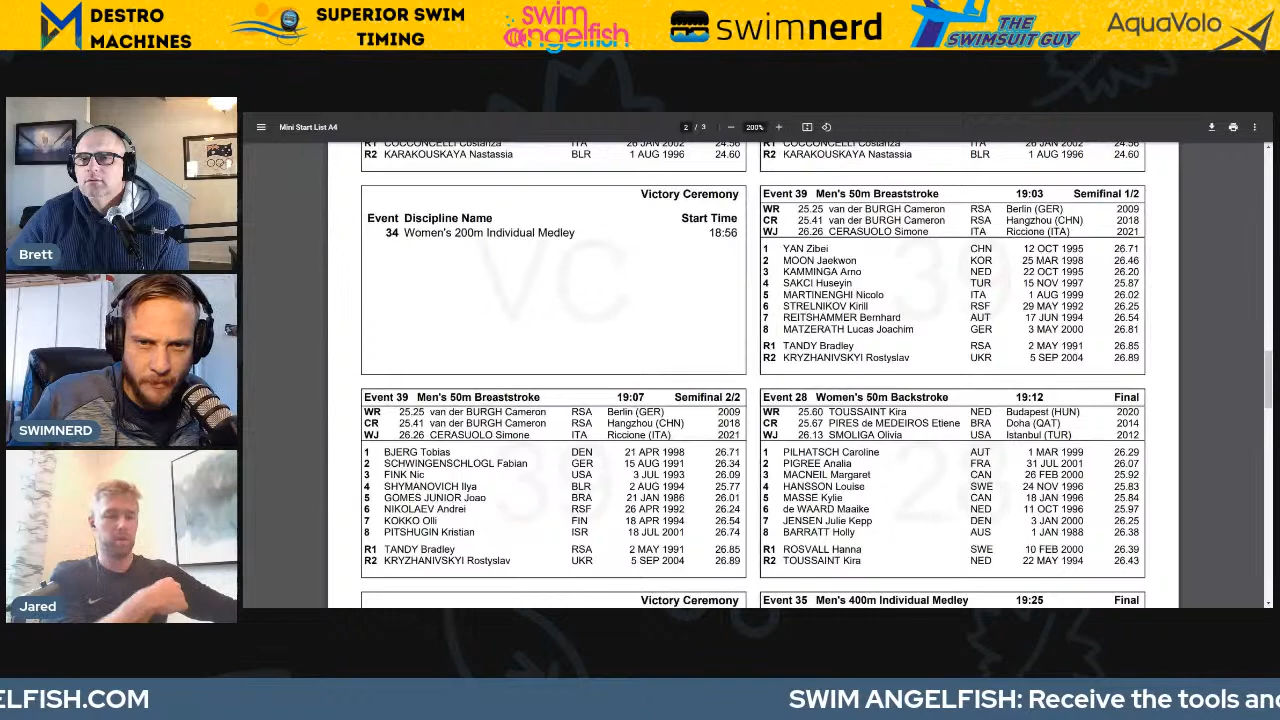 DESTRO
MACHINES
SUPERIOR SWIM
TIMING
swim
angelfish
swimnerd
THE
SWIMSUIT GUY
AquaVolo
Brett
SWIMNERD
Jared
Mini Start List A4
2 / 3
200%
R1 COCCONCELLI Costanza ITA 26 JAN 2002 24.56
R2 KARAKOUSKAYA Nastassia BLR 1 AUG 1996 24.60
R1 COCCONCELLI Costanza ITA 26 JAN 2002 24.56
R2 KARAKOUSKAYA Nastassia BLR 1 AUG 1996 24.60
Victory Ceremony
Event Discipline Name Start Time
34 Women's 200m Individual Medley 18:56
VC
Event 39 Men's 50m Breaststroke 19:03 Semifinal 1/2
WR 25.25 van der BURGH Cameron RSA Berlin (GER) 2009
CR 25.41 van der BURGH Cameron RSA Hangzhou (CHN) 2018
WJ 26.26 CERASUOLO Simone ITA Riccione (ITA) 2021
1 YAN Zibei CHN 12 OCT 1995 26.71
2 MOON Jaekwon KOR 25 MAR 1998 26.46
3 KAMMINGA Arno NED 22 OCT 1995 26.20
4 SAKCI Huseyin TUR 15 NOV 1997 25.87
5 MARTINENGHI Nicolo ITA 1 AUG 1999 26.02
6 STRELNIKOV Kirill RSF 29 MAY 1992 26.25
7 REITSHAMMER Bernhard AUT 17 JUN 1994 26.54
8 MATZERATH Lucas Joachim GER 3 MAY 2000 26.81
R1 TANDY Bradley RSA 2 MAY 1991 26.85
R2 KRYZHANIVSKYI Rostyslav UKR 5 SEP 2004 26.89
39
Event 39 Men's 50m Breaststroke 19:07 Semifinal 2/2
WR 25.25 van der BURGH Cameron RSA Berlin (GER) 2009
CR 25.41 van der BURGH Cameron RSA Hangzhou (CHN) 2018
WJ 26.26 CERASUOLO Simone ITA Riccione (ITA) 2021
1 BJERG Tobias DEN 21 APR 1998 26.71
2 SCHWINGENSCHLOGL Fabian GER 15 AUG 1991 26.34
3 FINK Nic USA 3 JUL 1993 26.09
4 SHYMANOVICH Ilya BLR 2 AUG 1994 25.77
5 GOMES JUNIOR Joao BRA 21 JAN 1986 26.01
6 NIKOLAEV Andrei RSF 26 APR 1992 26.24
7 KOKKO Olli FIN 18 APR 1994 26.54
8 PITSHUGIN Kristian ISR 18 JUL 2001 26.74
R1 TANDY Bradley RSA 2 MAY 1991 26.85
R2 KRYZHANIVSKYI Rostyslav UKR 5 SEP 2004 26.89
39
Event 28 Women's 50m Backstroke 19:12 Final
WR 25.60 TOUSSAINT Kira NED Budapest (HUN) 2020
CR 25.67 PIRES de MEDEIROS Etiene BRA Doha (QAT) 2014
WJ 26.13 SMOLIGA Olivia USA Istanbul (TUR) 2012
1 PILHATSCH Caroline AUT 1 MAR 1999 26.29
2 PIGREE Analia FRA 31 JUL 2001 26.07
3 MACNEIL Margaret CAN 26 FEB 2000 25.92
4 HANSSON Louise SWE 24 NOV 1996 25.83
5 MASSE Kylie CAN 18 JAN 1996 25.84
6 de WAARD Maaike NED 11 OCT 1996 25.97
7 JENSEN Julie Kepp DEN 3 JAN 2000 26.25
8 BARRATT Holly AUS 1 JAN 1988 26.38
R1 ROSVALL Hanna SWE 10 FEB 2000 26.39
R2 TOUSSAINT Kira NED 22 MAY 1994 26.43
28
Victory Ceremony
Event 35 Men's 400m Individual Medley 19:25 Final
ELFISH.COM
SWIM ANGELFISH: Receive the tools and